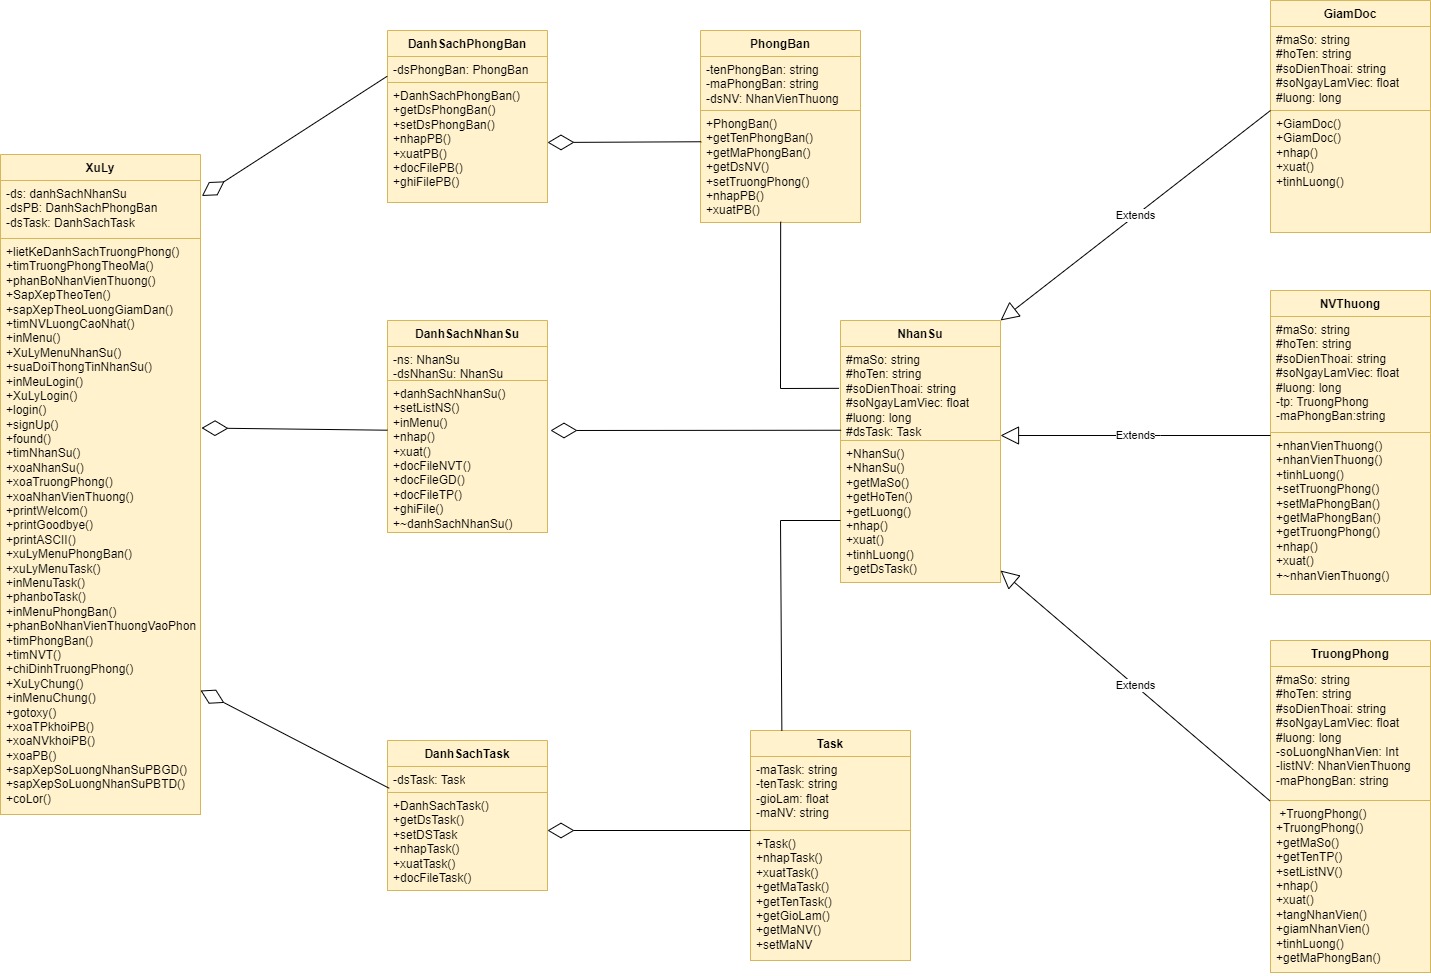 XuLy
-ds: danhSachNhanSu
-dsPB: DanhSachPhongBan
-dsTask: DanhSachTask
+lietKeDanhSachTruongPhong()
+timTruongPhongTheoMa()
+phanBoNhanVienThuong()
+SapXepTheoTen()
+sapXepTheoLuongGiamDan()
+timNVLuongCaoNhat()
+inMenu()
+XuLyMenuNhanSu()
+suaDoiThongTinNhanSu()
+inMeuLogin()
+XuLyLogin()
+login()
+signUp()
+found()
+timNhanSu()
+xoaNhanSu()
+xoaTruongPhong()
+xoaNhanVienThuong()
+printWelcom()
+printGoodbye()
+printASCII()
+xuLyMenuPhongBan()
+xuLyMenuTask()
+inMenuTask()
+phanboTask()
+inMenuPhongBan()
+phanBoNhanVienThuongVaoPhon
+timPhongBan()
+timNVT()
+chiDinhTruongPhong()
+XuLyChung()
+inMenuChung()
+gotoxy()
+xoaTPkhoiPB()
+xoaNVkhoiPB()
+xoaPB()
+sapXepSoLuongNhanSuPBGD()
+sapXepSoLuongNhanSuPBTD()
+coLor()
DanhSachPhongBan
-dsPhongBan: PhongBan
+DanhSachPhongBan()
+getDsPhongBan()
+setDsPhongBan()
+nhapPB()
+xuatPB()
+docFilePB()
+ghiFilePB()
DanhSachNhanSu
-ns: NhanSu
-dsNhanSu: NhanSu
+danhSachNhanSu()
+setListNS()
+inMenu()
+nhap()
+xuat()
+docFileNVT()
+docFileGD()
+docFileTP()
+ghiFile()
+~danhSachNhanSu()
DanhSachTask
-dsTask: Task
+DanhSachTask()
+getDsTask()
+setDSTask
+nhapTask()
+xuatTask()
+docFileTask()
PhongBan
-tenPhongBan: string
-maPhongBan: string
-dsNV: NhanVienThuong
+PhongBan()
+getTenPhongBan()
+getMaPhongBan()
+getDsNV()
+setTruongPhong()
+nhapPB()
+xuatPB()
NhanSu
#maSo: string
#hoTen: string
#soDienThoai: string
#soNgayLamViec: float
#luong: long
#dsTask: Task
+NhanSu()
+NhanSu()
+getMaSo()
+getHoTen()
+getLuong()
+nhap()
+xuat()
+tinhLuong()
+getDsTask()
Task
-maTask: string
-tenTask: string
-gioLam: float
-maNV: string
+Task()
+nhapTask()
+xuatTask()
+getMaTask()
+getTenTask()
+getGioLam()
+getMaNV()
+setMaNV
Extends
Extends
Extends
GiamDoc
#maSo: string
#hoTen: string
#soDienThoai: string
#soNgayLamViec: float
#luong: long
+GiamDoc()
+GiamDoc()
+nhap()
+xuat()
+tinhLuong()
NVThuong
#maSo: string
#hoTen: string
#soDienThoai: string
#soNgayLamViec: float
#luong: long
-tp: TruongPhong
-maPhongBan:string
+nhanVienThuong()
+nhanVienThuong()
+tinhLuong()
+setTruongPhong()
+setMaPhongBan()
+getMaPhongBan()
+getTruongPhong()
+nhap()
+xuat()
+~nhanVienThuong()
TruongPhong
#maSo: string
#hoTen: string
#soDienThoai: string
#soNgayLamViec: float
#luong: long
-soLuongNhanVien: Int
-listNV: NhanVienThuong
-maPhongBan: string
+TruongPhong()
+TruongPhong()
+getMaSo()
+getTenTP()
+setListNV()
+nhap()
+xuat()
+tangNhanVien()
+giamNhanVien()
+tinhLuong()
+getMaPhongBan()